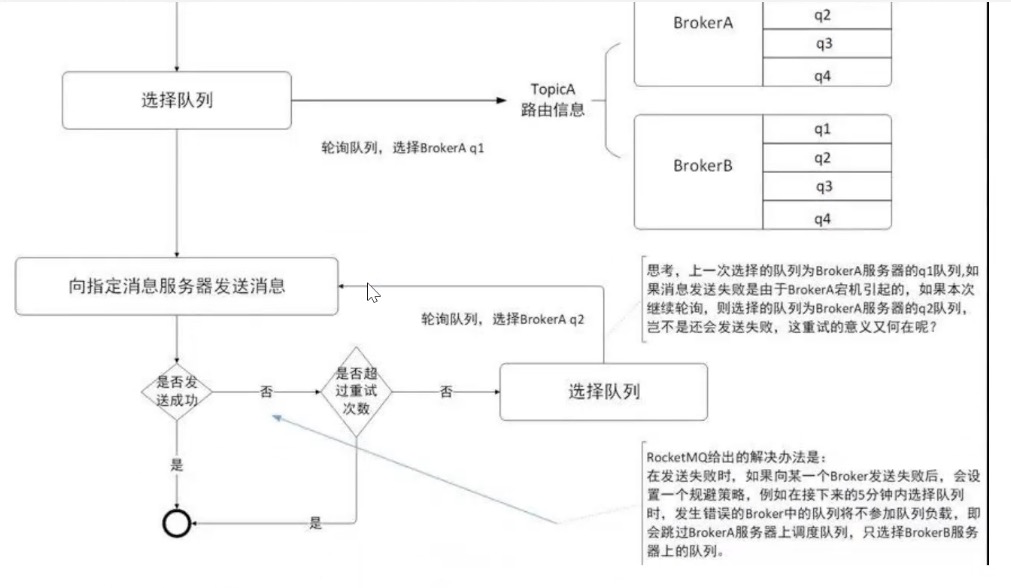 BrokerA
q2
q3
q4
选择队列
TopicA
路由信息
轮询队列，选择BrokerA q1
BrokerB
q1
q2
q3
q4
向指定消息服务器发送消息
思考，上一次选择的队列为BrokerA服务器的q1队列,如
果消息发送失败是由于BrokerA宕机引起的，如果本次
继续轮询，则选择的队列为BrokerA服务器的q2队列，
岂不是还会发送失败，这重试的意义又何在呢？
轮询队列，选择BrokerA q2
是否发
送成功
否
是否超
过重试
次数
否
选择队列
是
是
RocketMQ给出的解决办法是：
在发送失败时，如果向某一个Broker发送失败后，会设
置一个规避策略，例如在接下来的5分钟内选择队列
时，发生错误的Broker中的队列将不参加队列负载，即
会跳过BrokerA服务器上调度队列，只选择BrokerB服务
器上的队列。